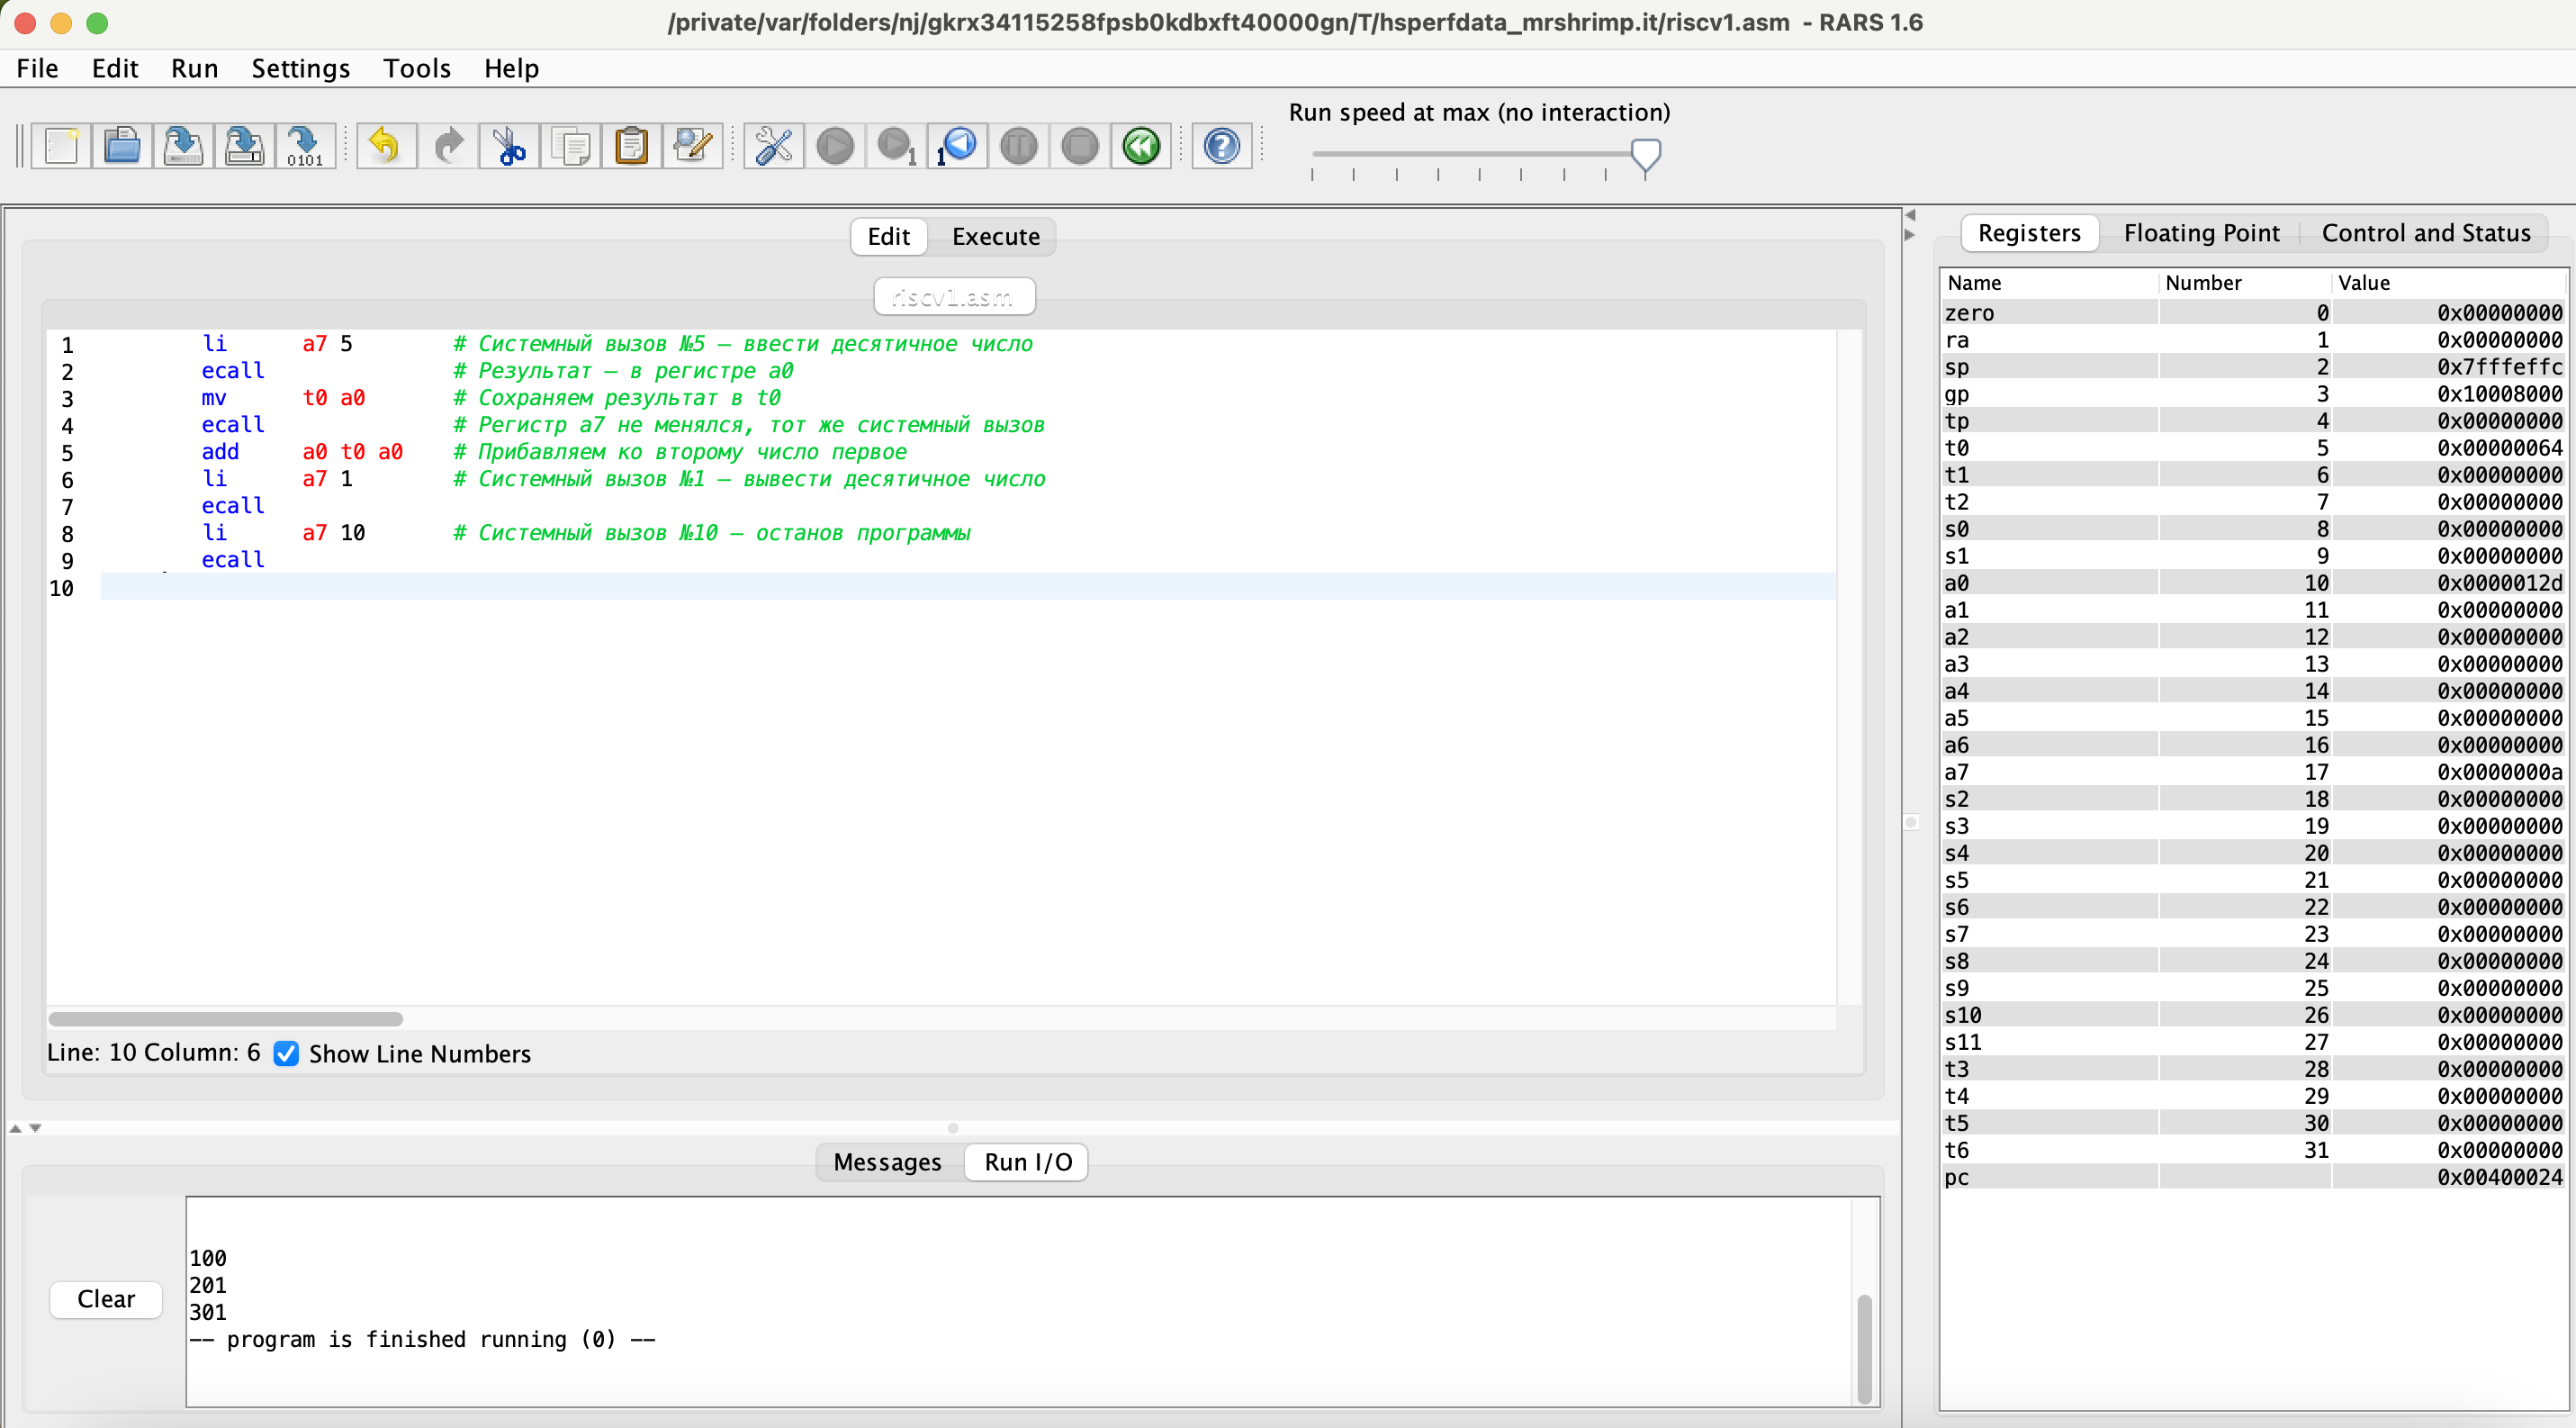 /private/var/folders/nj/gkrx34115258fpsb0kdbxft40000gn/T/hsperfdata_mrshrimp.it/riscv1.asm - RARS 1.6
File Edit Run Settings Tools Help
Run speed at max (no interaction)
0101
1
1
Edit Execute
riscv1.asm
1 li a7 5 # Системный вызов №5 — ввести десятичное число
2 ecall # Результат — в регистре a0
3 mv t0 a0 # Сохраняем результат в t0
4 ecall # Регистр a7 не менялся, тот же системный вызов
5 add a0 t0 a0 # Прибавляем ко второму число первое
6 li a7 1 # Системный вызов №1 — вывести десятичное число
7 ecall
8 li a7 10 # Системный вызов №10 — останов программы
9 ecall
10
Line: 10 Column: 6 Show Line Numbers
Messages Run I/O
Clear
100
201
301
-- program is finished running (0) --
Registers Floating Point Control and Status
Name Number Value
zero 0 0x00000000
ra 1 0x00000000
sp 2 0x7fffeffc
gp 3 0x10008000
tp 4 0x00000000
t0 5 0x00000064
t1 6 0x00000000
t2 7 0x00000000
s0 8 0x00000000
s1 9 0x00000000
a0 10 0x0000012d
a1 11 0x00000000
a2 12 0x00000000
a3 13 0x00000000
a4 14 0x00000000
a5 15 0x00000000
a6 16 0x00000000
a7 17 0x0000000a
s2 18 0x00000000
s3 19 0x00000000
s4 20 0x00000000
s5 21 0x00000000
s6 22 0x00000000
s7 23 0x00000000
s8 24 0x00000000
s9 25 0x00000000
s10 26 0x00000000
s11 27 0x00000000
t3 28 0x00000000
t4 29 0x00000000
t5 30 0x00000000
t6 31 0x00000000
pc 0x00400024